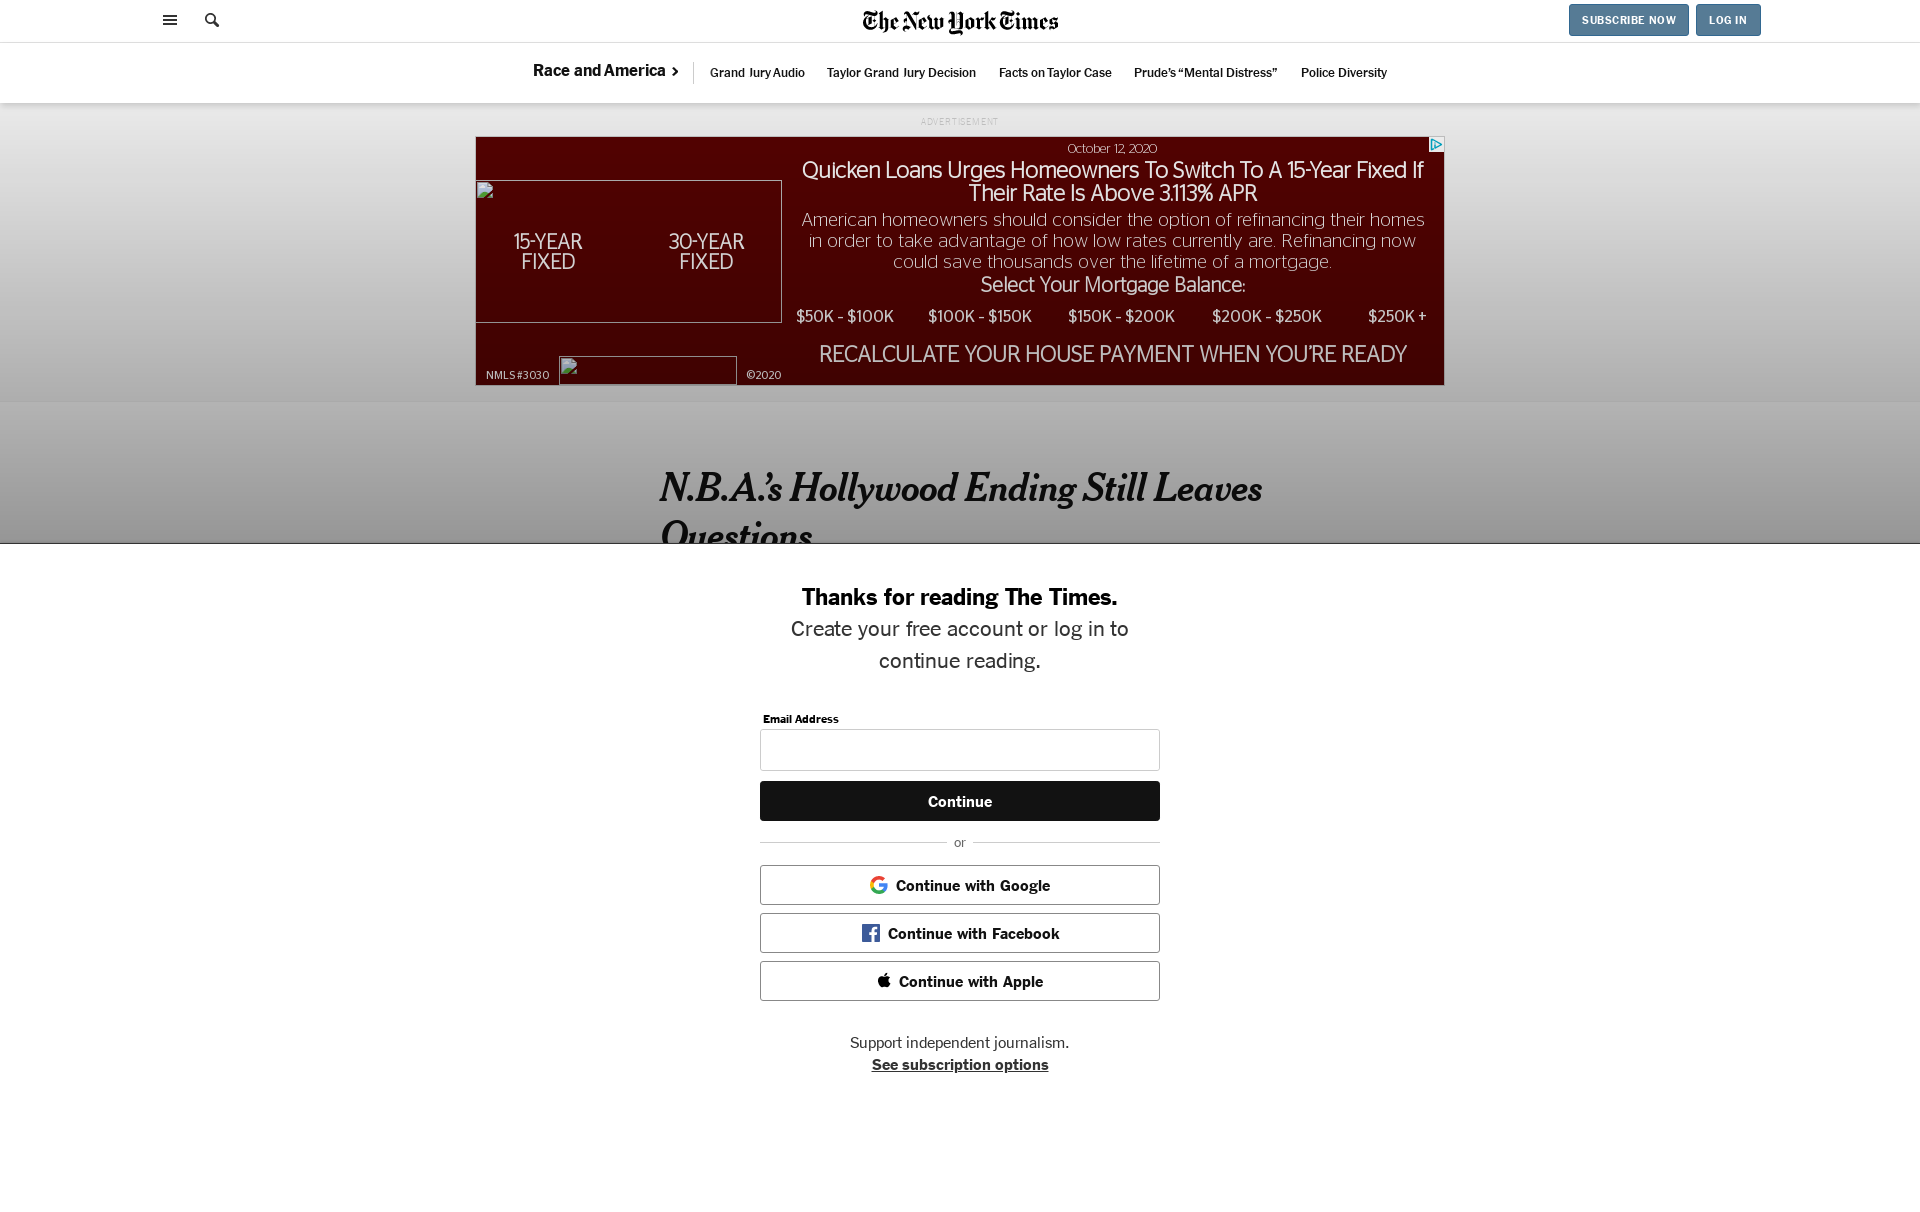 The New York Times
SUBSCRIBE NOW
LOG IN
Race and America
Grand Jury Audio
Taylor Grand Jury Decision
Facts on Taylor Case
Prude's “Mental Distress”
Police Diversity
ADVERTISEMENT
October 12, 2020
Quicken Loans Urges Homeowners To Switch To A 15-Year Fixed If
Their Rate Is Above 3.113% APR
American homeowners should consider the option of refinancing their homes
in order to take advantage of how low rates currently are. Refinancing now
could save thousands over the lifetime of a mortgage.
15-YEAR
FIXED
30-YEAR
FIXED
Select Your Mortgage Balance:
$50K - $100K
$100K - $150K
$150K - $200K
$200K - $250K
$250K +
RECALCULATE YOUR HOUSE PAYMENT WHEN YOU'RE READY
NMLS#3030
©2020
N.B.A.'s Hollywood Ending Still Leaves
Questions
Thanks for reading The Times.
Create your free account or log in to
continue reading.
Email Address
Continue
or
Continue with Google
Continue with Facebook
Continue with Apple
Support independent journalism.
See subscription options